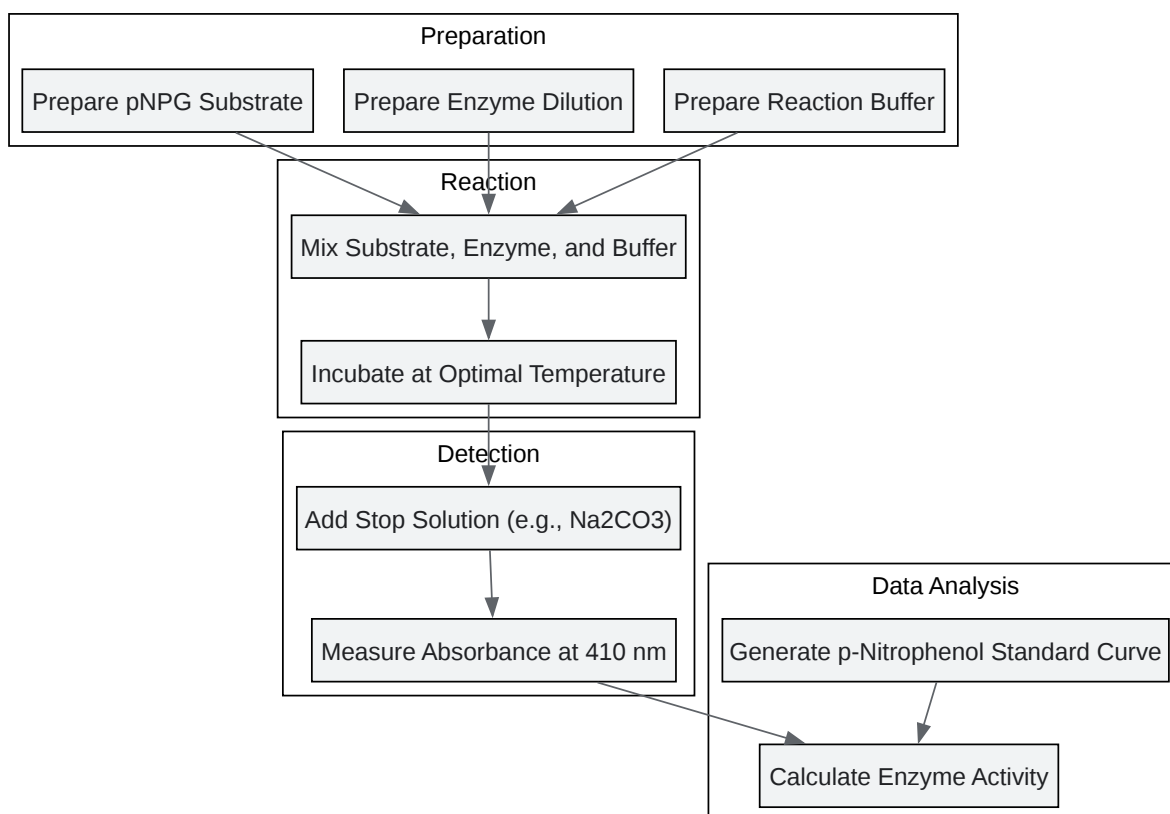 Preparation
Prepare pNPG Substrate
Prepare Enzyme Dilution
Prepare Reaction Buffer
Reaction
Mix Substrate, Enzyme, and Buffer
Incubate at Optimal Temperature
Detection
Add Stop Solution (e.g., Na2CO3)
Measure Absorbance at 410 nm
Data Analysis
Generate p-Nitrophenol Standard Curve
Calculate Enzyme Activity